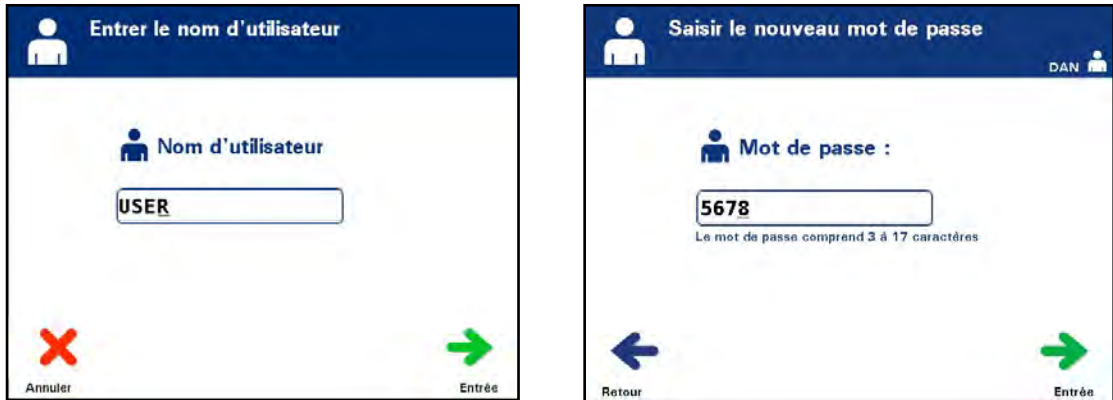 Entrer le nom d'utilisateur
Nom d'utilisateur
USER
Annuler
Entrée
Saisir le nouveau mot de passe
DAN
Mot de passe :
5678
Le mot de passe comprend 3 à 17 caractères
Retour
Entrée